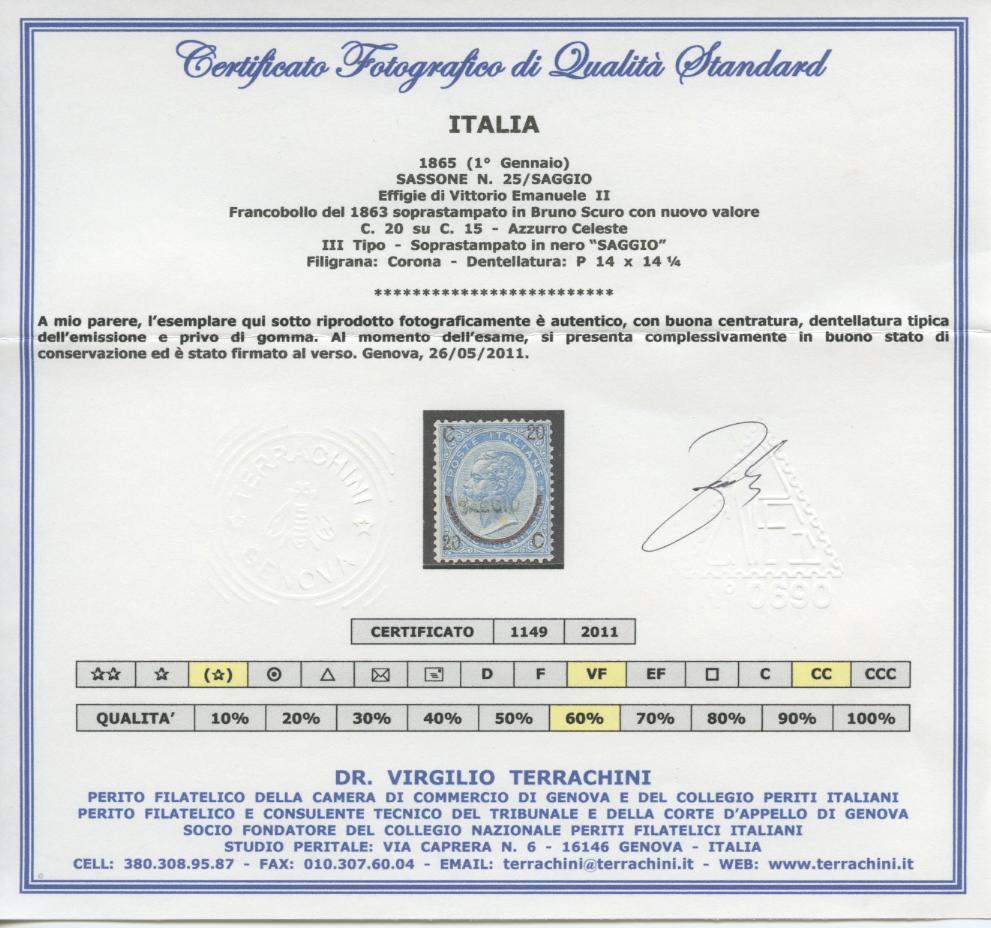 Certificato Fotografico di Qualità Standard
ITALIA
1865 (1° Gennaio)
SASSONE N. 25/SAGGIO
Effigie di Vittorio Emanuele II
Francobollo del 1863 soprastampato in Bruno Scuro con nuovo valore
C. 20 su C. 15 - Azzurro Celeste
III Tipo - Soprastampato in nero “SAGGIO”
Filigrana: Corona - Dentellatura: P 14 x 14 ¼
*************************
A mio parere, l’esemplare qui sotto riprodotto fotograficamente è autentico, con buona centratura, dentellatura tipica
dell’emissione e privo di gomma. Al momento dell’esame, si presenta complessivamente in buono stato di
conservazione ed è stato firmato al verso. Genova, 26/05/2011.
C 20
POSTE ITALIANE
SAGGIO
20 C
TERRACHINI
GENOVA
N° 0690
CERTIFICATO 1149 2011
☆☆ ☆ (☆) ⊙ △ ✉ D F VF EF □ C CC CCC
QUALITA’ 10% 20% 30% 40% 50% 60% 70% 80% 90% 100%
DR. VIRGILIO TERRACHINI
PERITO FILATELICO DELLA CAMERA DI COMMERCIO DI GENOVA E DEL COLLEGIO PERITI ITALIANI
PERITO FILATELICO E CONSULENTE TECNICO DEL TRIBUNALE E DELLA CORTE D’APPELLO DI GENOVA
SOCIO FONDATORE DEL COLLEGIO NAZIONALE PERITI FILATELICI ITALIANI
STUDIO PERITALE: VIA CAPRERA N. 6 - 16146 GENOVA - ITALIA
CELL: 380.308.95.87 - FAX: 010.307.60.04 - EMAIL: terrachini@terrachini.it - WEB: www.terrachini.it